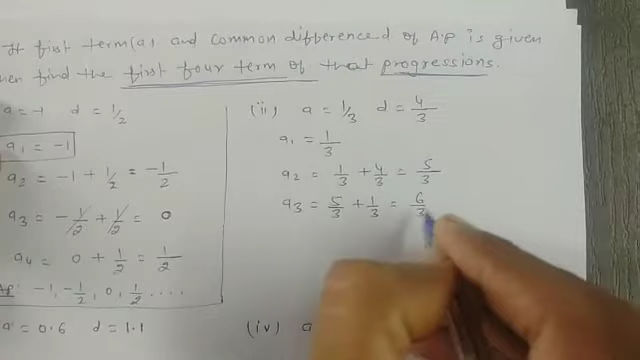 If first term(a) and common difference d of A.P is given
then find the first four term of that progressions.
a = -1 d = 1/2
a1 = -1
a2 = -1 + 1/2 = -1/2
a3 = -1/2 + 1/2 = 0
a4 = 0 + 1/2 = 1/2
Ap: -1, -1/2, 0, 1/2 ....
(ii) a = 1/3 d = 4/3
a1 = 1/3
a2 = 1/3 + 4/3 = 5/3
a3 = 5/3 + 1/3 = 6/3
a = 0.6 d = 1.1
(iv) a